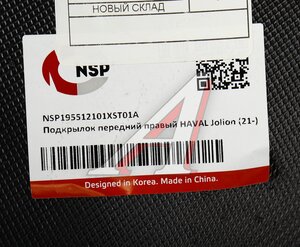 НОВЫЙ СКЛАД
NSP
NSP195512101XST01A
Подкрылок передний правый HAVAL Jolion (21-)
Designed in Korea. Made in China.